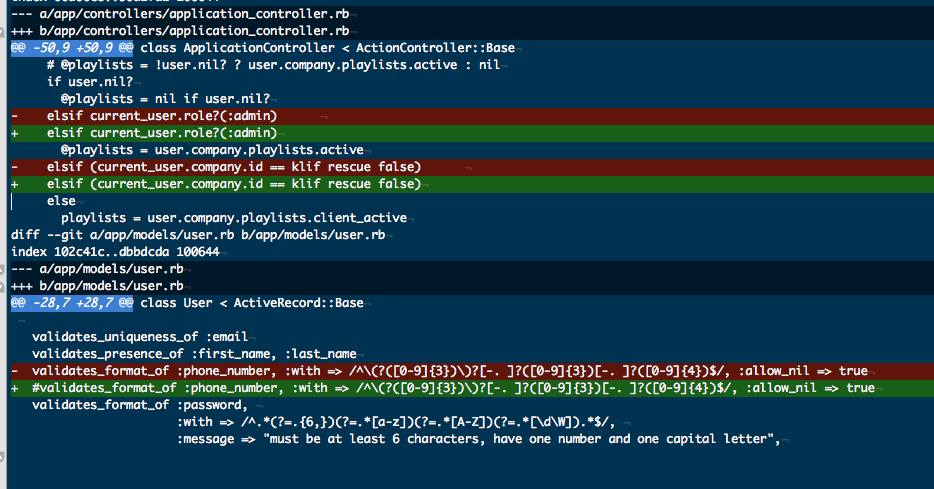 --- a/app/controllers/application_controller.rb
+++ b/app/controllers/application_controller.rb
@@ -50,9 +50,9 @@ class ApplicationController < ActionController::Base
# @playlists = !user.nil? ? user.company.playlists.active : nil
if user.nil?
@playlists = nil if user.nil?
- elsif current_user.role?(:admin)
+ elsif current_user.role?(:admin)
@playlists = user.company.playlists.active
- elsif (current_user.company.id == klif rescue false)
+ elsif (current_user.company.id == klif rescue false)
else
playlists = user.company.playlists.client_active
diff --git a/app/models/user.rb b/app/models/user.rb
index 102c41c..dbbdcda 100644
--- a/app/models/user.rb
+++ b/app/models/user.rb
@@ -28,7 +28,7 @@ class User < ActiveRecord::Base
validates_uniqueness_of :email
validates_presence_of :first_name, :last_name
- validates_format_of :phone_number, :with => /^\(?([0-9]{3})\)?[-. ]?([0-9]{3})[-. ]?([0-9]{4})$/, :allow_nil => true
+ #validates_format_of :phone_number, :with => /^\(?([0-9]{3})\)?[-. ]?([0-9]{3})[-. ]?([0-9]{4})$/, :allow_nil => true
validates_format_of :password,
:with => /^.*(?=.{6,})(?=.*[a-z])(?=.*[A-Z])(?=.*[\d\W]).*$/,
:message => "must be at least 6 characters, have one number and one capital letter",